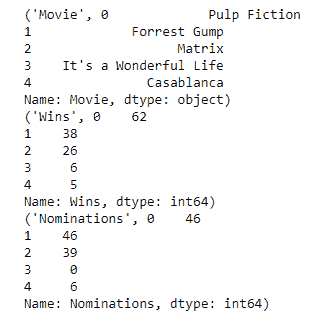 ('Movie', 0            Pulp Fiction
1            Forrest Gump
2                  Matrix
3    It's a Wonderful Life
4              Casablanca
Name: Movie, dtype: object)
('Wins', 0    62
1    38
2    26
3     6
4     5
Name: Wins, dtype: int64)
('Nominations', 0    46
1    46
2    39
3     0
4     6
Name: Nominations, dtype: int64)